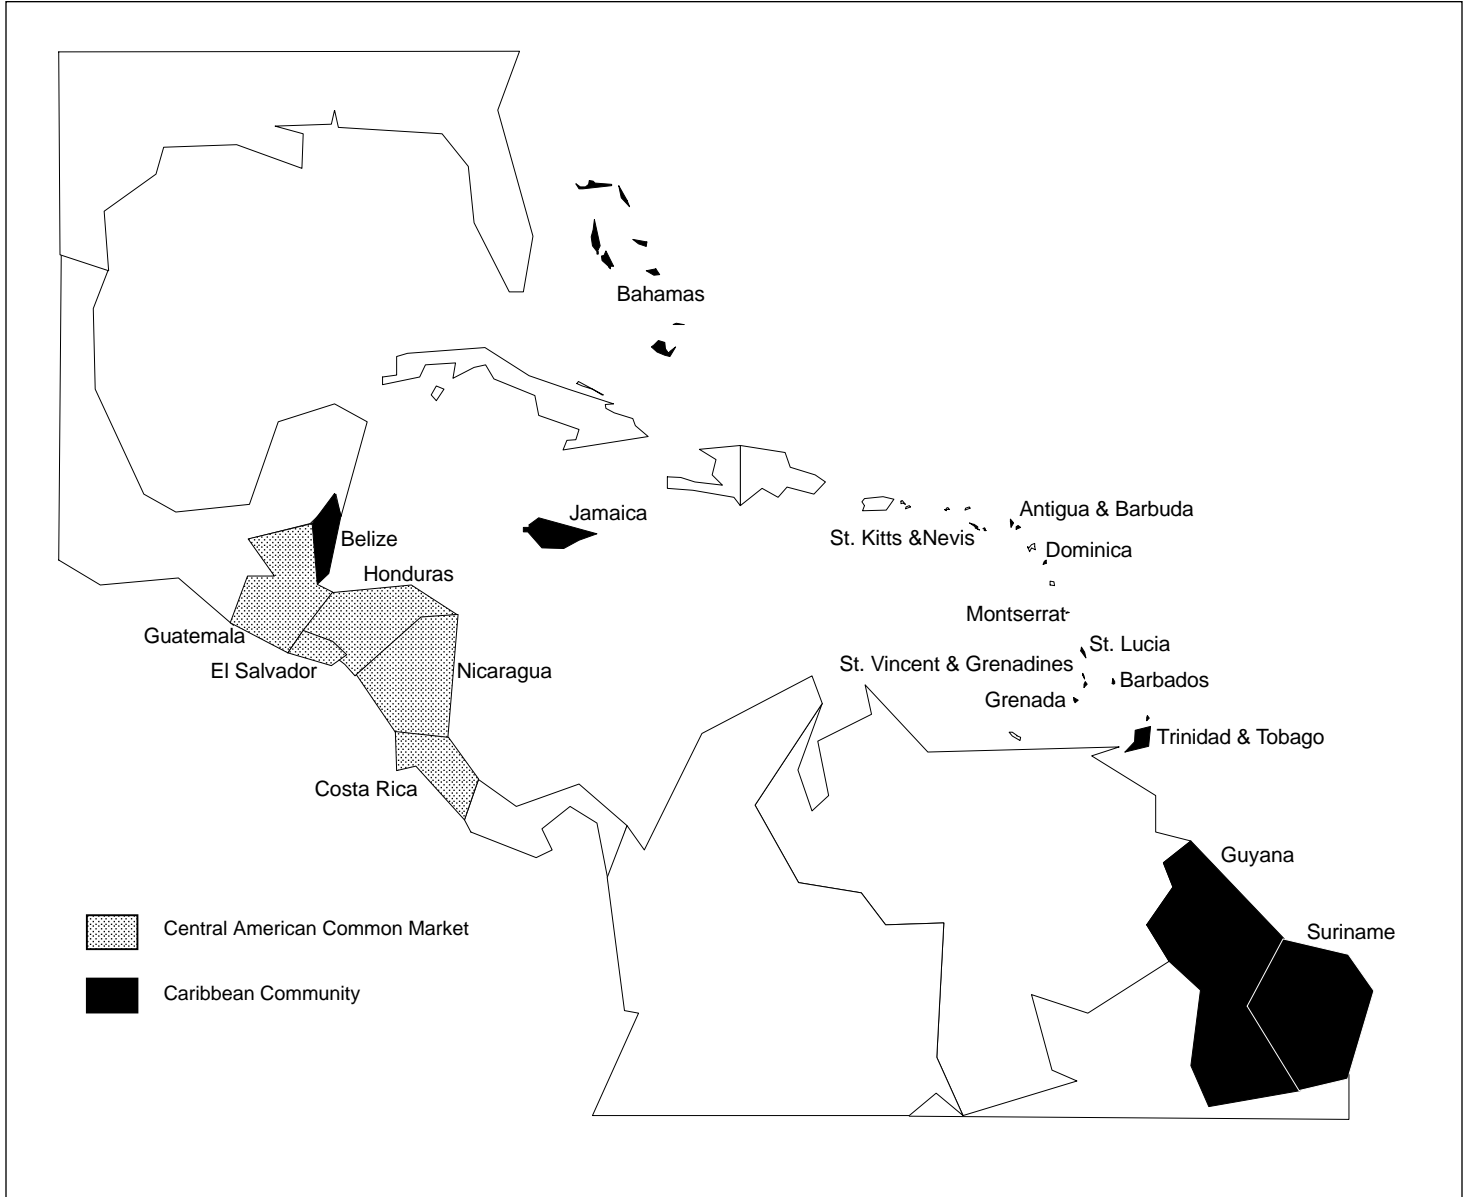 Bahamas
Jamaica
Antigua & Barbuda
St. Kitts &Nevis
Belize
Dominica
Honduras
Montserrat
Guatemala
St. Lucia
St. Vincent & Grenadines
El Salvador
Nicaragua
Barbados
Grenada
Trinidad & Tobago
Costa Rica
Guyana
Central American Common Market
Suriname
Caribbean Community